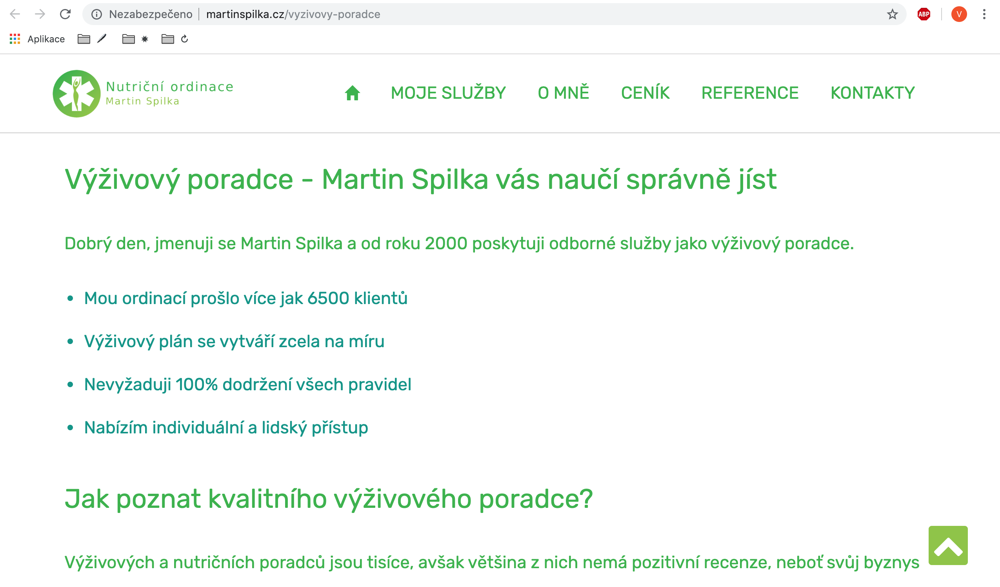 Nezabezpečeno martinspilka.cz/vyzivovy-poradce
ABP
V
Aplikace
Nutriční ordinace
Martin Spilka
MOJE SLUŽBY
O MNĚ
CENÍK
REFERENCE
KONTAKTY
Výživový poradce - Martin Spilka vás naučí správně jíst
Dobrý den, jmenuji se Martin Spilka a od roku 2000 poskytuji odborné služby jako výživový poradce.
• Mou ordinací prošlo více jak 6500 klientů
• Výživový plán se vytváří zcela na míru
• Nevyžaduji 100% dodržení všech pravidel
• Nabízím individuální a lidský přístup
Jak poznat kvalitního výživového poradce?
Výživových a nutričních poradců jsou tisíce, avšak většina z nich nemá pozitivní recenze, neboť svůj byznys